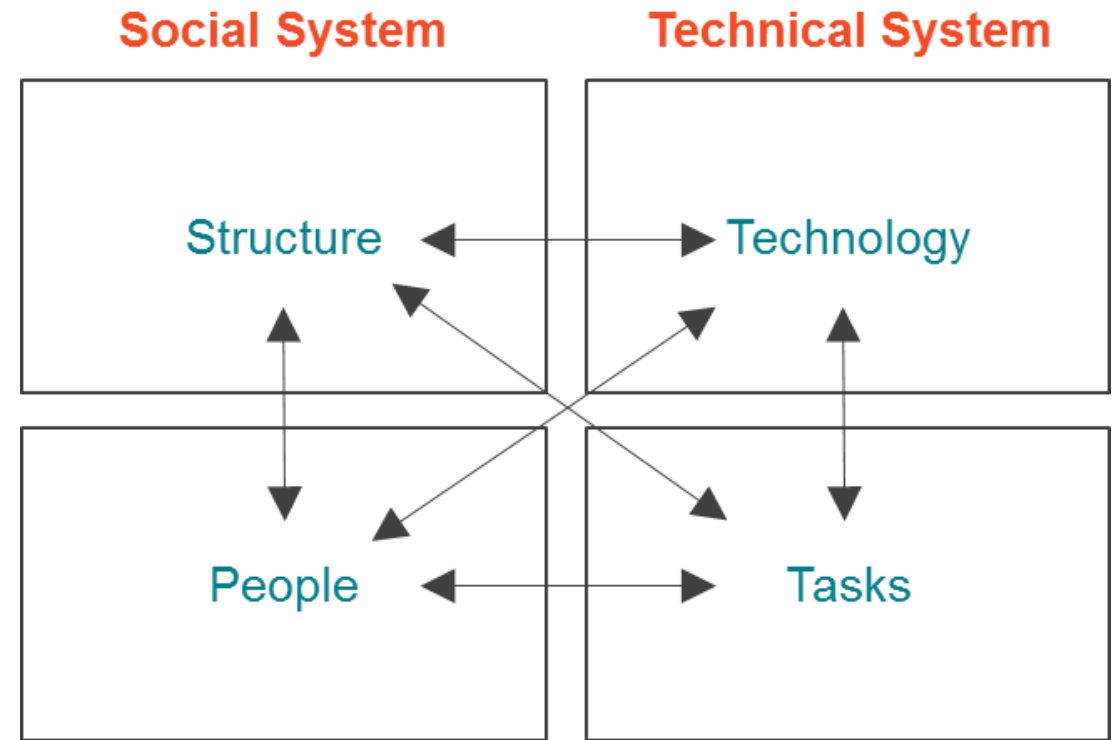 Social System
Technical System
Structure
Technology
People
Tasks